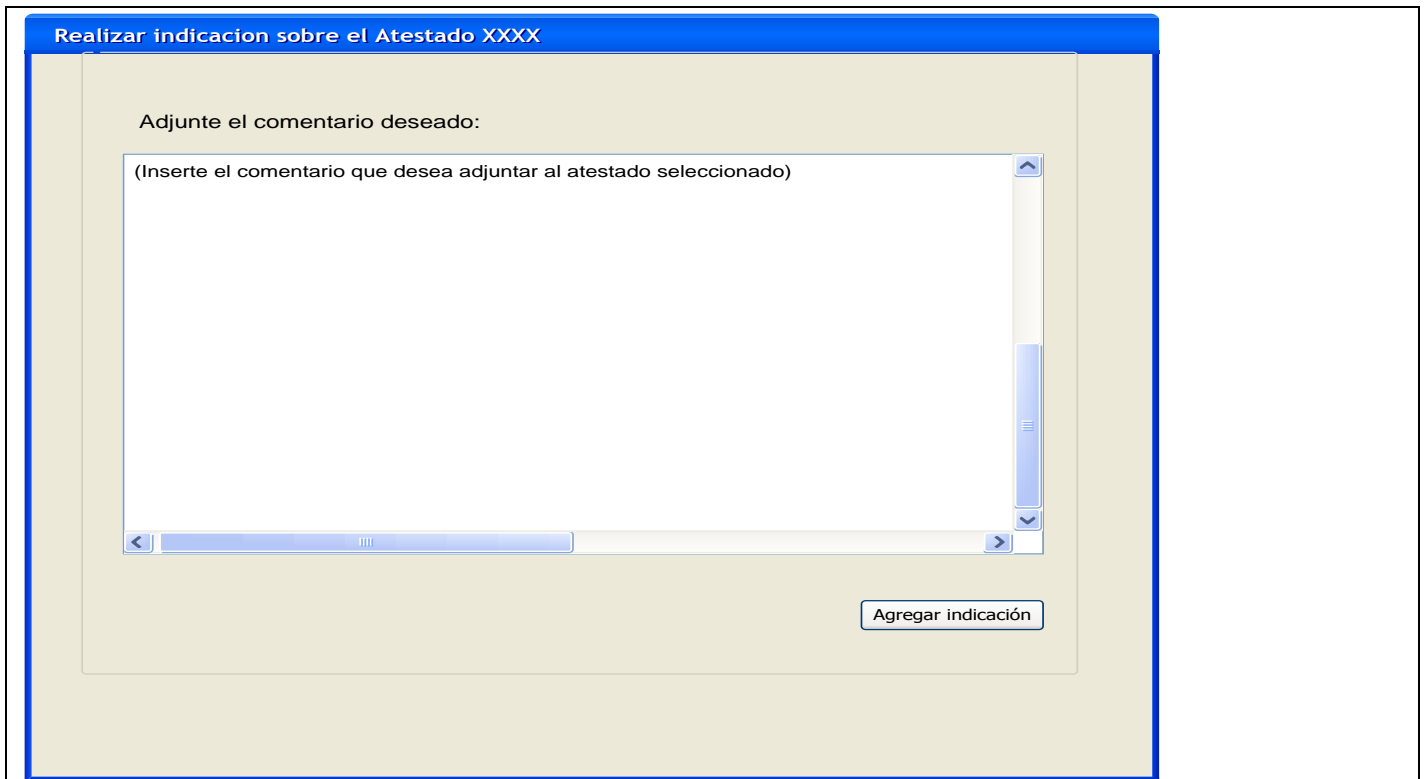 Realizar indicacion sobre el Atestado XXXX
Adjunte el comentario deseado:
(Inserte el comentario que desea adjuntar al atestado seleccionado)
Agregar indicación